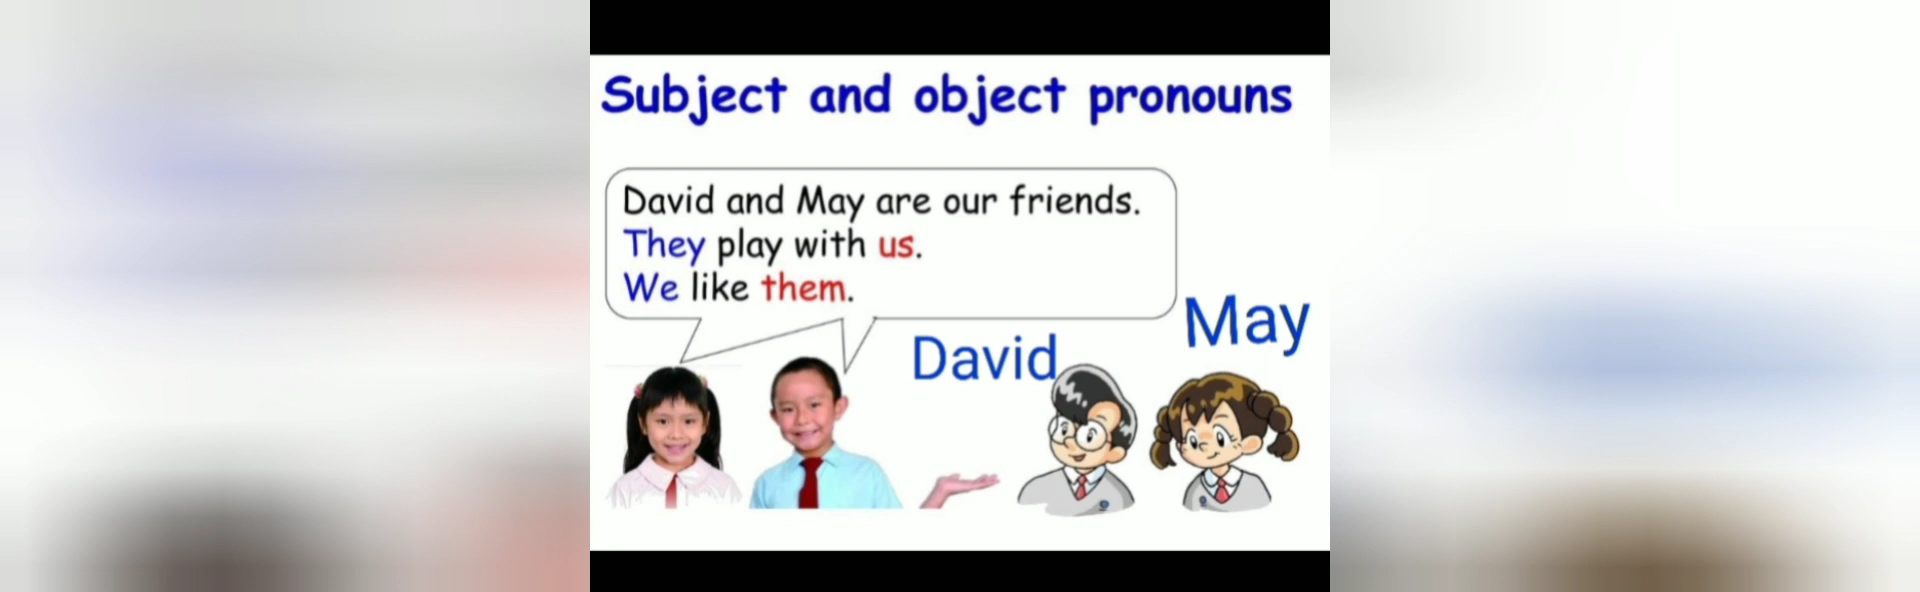 Subject and object pronouns
David and May are our friends.
They play with us.
We like them.
David
May